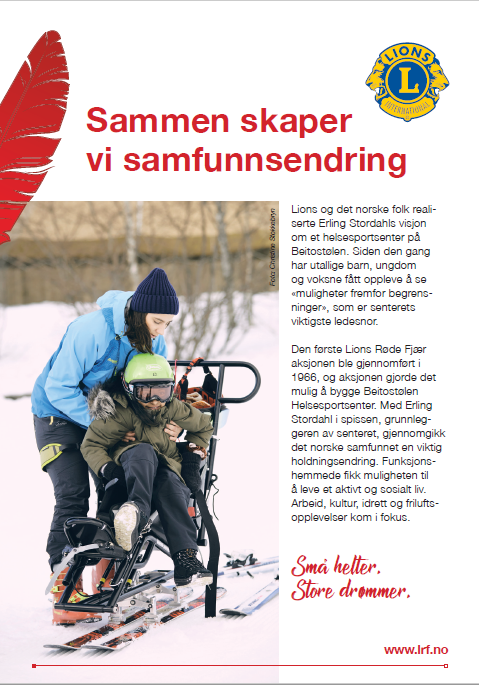 LIONS
L
INTERNATIONAL
Sammen skaper
vi samfunnsendring
Foto: Christine Stokkebryn
Lions og det norske folk reali-
serte Erling Stordahls visjon
om et helsesportsenter på
Beitostølen. Siden den gang
har utallige barn, ungdom
og voksne fått oppleve å se
«muligheter fremfor begrens-
ninger», som er senterets
viktigste ledesnor.
Den første Lions Røde Fjær
aksjonen ble gjennomført i
1966, og aksjonen gjorde det
mulig å bygge Beitostølen
Helsesportsenter. Med Erling
Stordahl i spissen, grunnleg-
geren av senteret, gjennomgikk
det norske samfunnet en viktig
holdningsendring. Funksjons-
hemmede fikk muligheten til
å leve et aktivt og sosialt liv.
Arbeid, kultur, idrett og frilufts-
opplevelser kom i fokus.
Små helter.
Store drømmer.
www.lrf.no